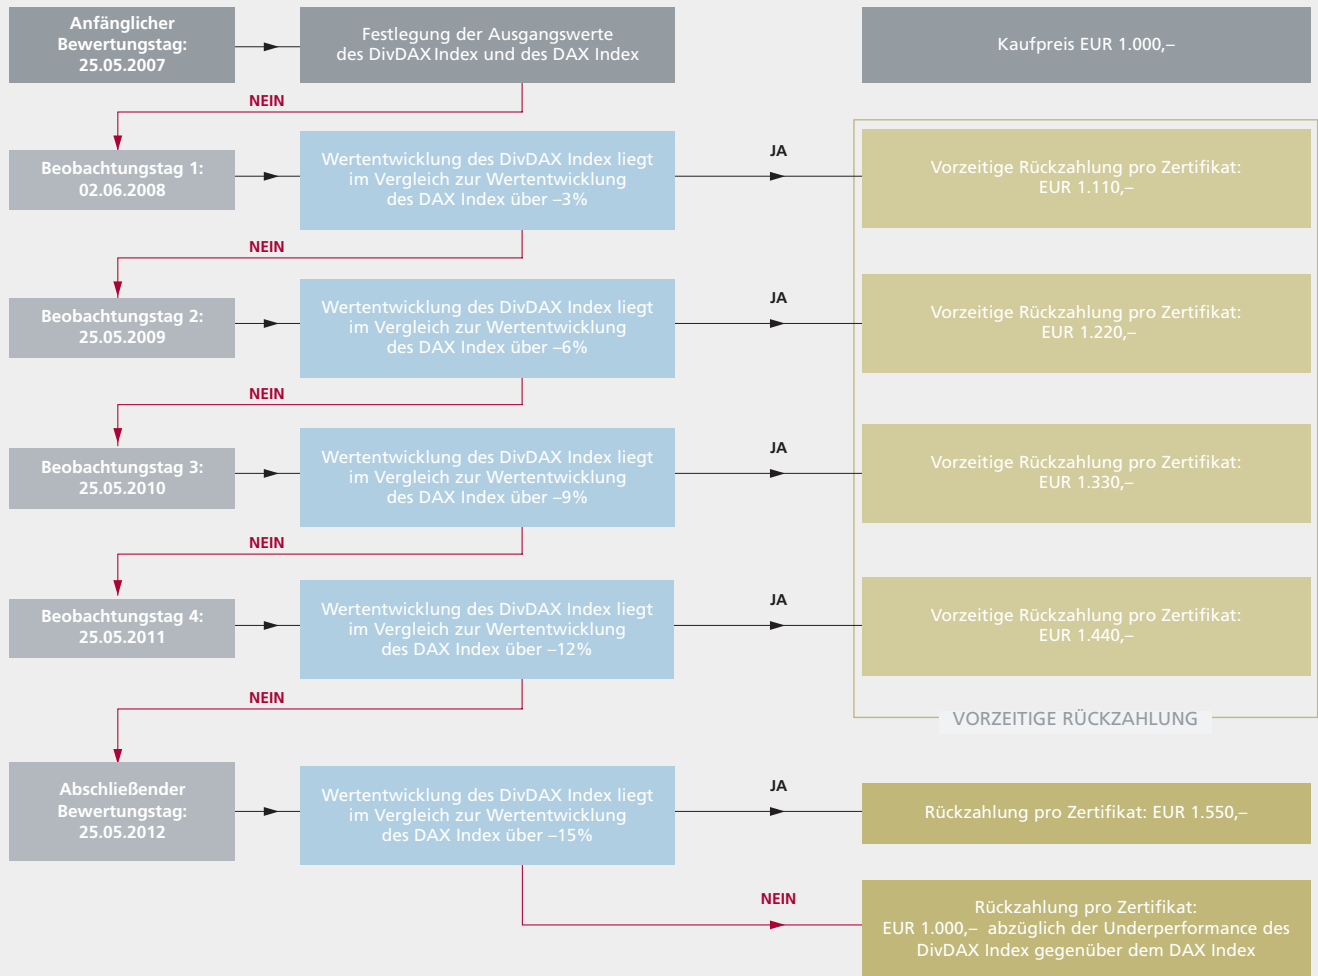 Anfänglicher
Bewertungstag:
25.05.2007
Festlegung der Ausgangswerte
des DivDAX Index und des DAX Index
Kaufpreis EUR 1.000,–
NEIN
Beobachtungstag 1:
02.06.2008
Wertentwicklung des DivDAX Index liegt
im Vergleich zur Wertentwicklung
des DAX Index über –3%
JA
Vorzeitige Rückzahlung pro Zertifikat:
EUR 1.110,–
NEIN
Beobachtungstag 2:
25.05.2009
Wertentwicklung des DivDAX Index liegt
im Vergleich zur Wertentwicklung
des DAX Index über –6%
JA
Vorzeitige Rückzahlung pro Zertifikat:
EUR 1.220,–
NEIN
Beobachtungstag 3:
25.05.2010
Wertentwicklung des DivDAX Index liegt
im Vergleich zur Wertentwicklung
des DAX Index über –9%
JA
Vorzeitige Rückzahlung pro Zertifikat:
EUR 1.330,–
NEIN
Beobachtungstag 4:
25.05.2011
Wertentwicklung des DivDAX Index liegt
im Vergleich zur Wertentwicklung
des DAX Index über –12%
JA
Vorzeitige Rückzahlung pro Zertifikat:
EUR 1.440,–
NEIN
VORZEITIGE RÜCKZAHLUNG
Abschließender
Bewertungstag:
25.05.2012
Wertentwicklung des DivDAX Index liegt
im Vergleich zur Wertentwicklung
des DAX Index über –15%
JA
Rückzahlung pro Zertifikat: EUR 1.550,–
NEIN
Rückzahlung pro Zertifikat:
EUR 1.000,– abzüglich der Underperformance des
DivDAX Index gegenüber dem DAX Index